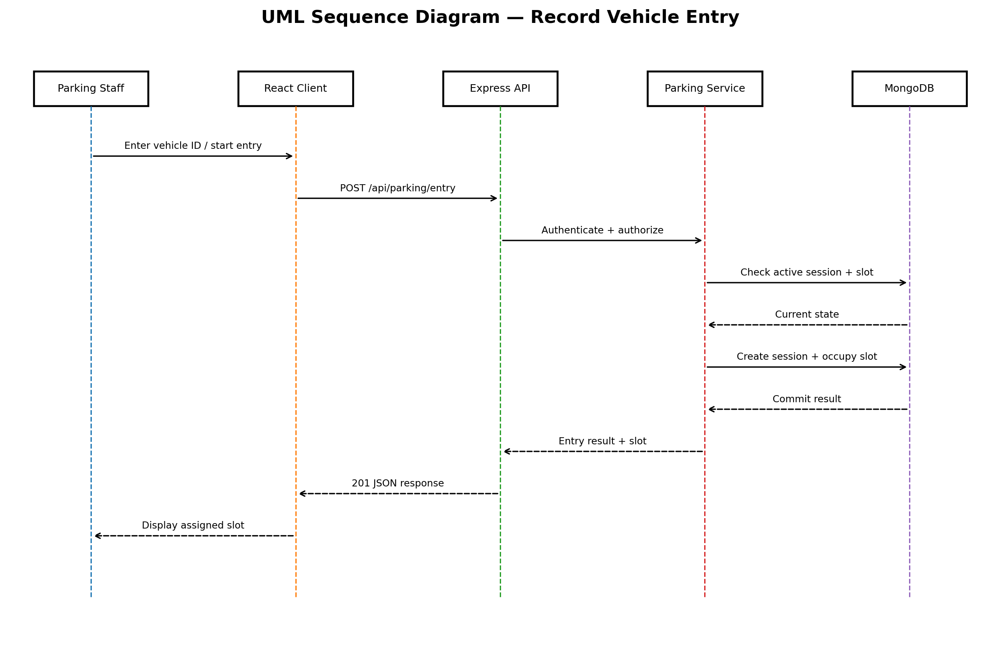 UML Sequence Diagram — Record Vehicle Entry
Parking Staff
React Client
Express API
Parking Service
MongoDB
Enter vehicle ID / start entry
POST /api/parking/entry
Authenticate + authorize
Check active session + slot
Current state
Create session + occupy slot
Commit result
Entry result + slot
201 JSON response
Display assigned slot